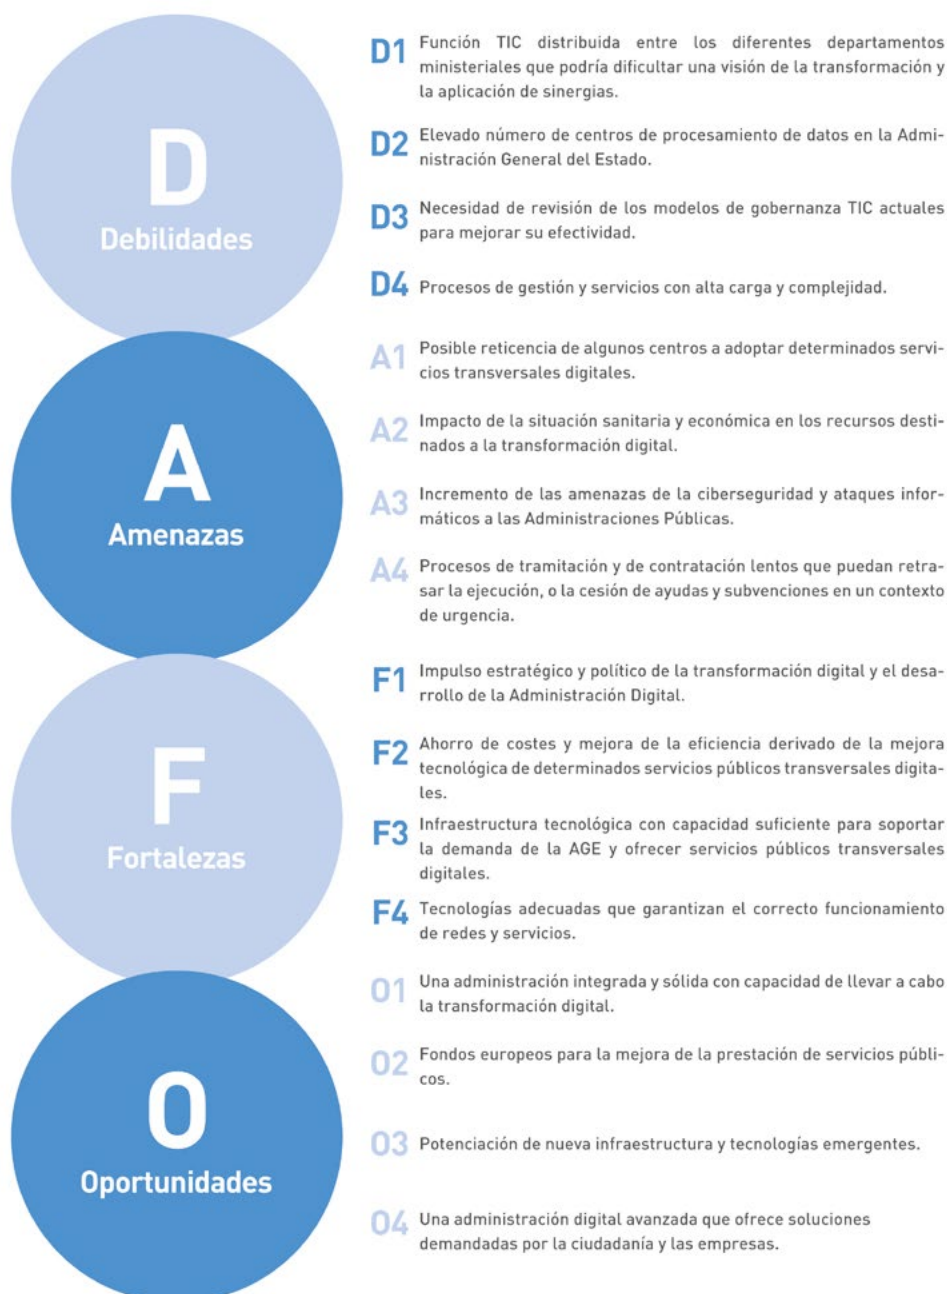 D
Debilidades
D1 Función TIC distribuida entre los diferentes departamentos
ministeriales que podría dificultar una visión de la transformación y
la aplicación de sinergias.
D2 Elevado número de centros de procesamiento de datos en la Admi-
nistración General del Estado.
D3 Necesidad de revisión de los modelos de gobernanza TIC actuales
para mejorar su efectividad.
D4 Procesos de gestión y servicios con alta carga y complejidad.
A
Amenazas
A1 Posible reticencia de algunos centros a adoptar determinados servi-
cios transversales digitales.
A2 Impacto de la situación sanitaria y económica en los recursos desti-
nados a la transformación digital.
A3 Incremento de las amenazas de la ciberseguridad y ataques infor-
máticos a las Administraciones Públicas.
A4 Procesos de tramitación y de contratación lentos que puedan retra-
sar la ejecución, o la cesión de ayudas y subvenciones en un contexto
de urgencia.
F
Fortalezas
F1 Impulso estratégico y político de la transformación digital y el desa-
rrollo de la Administración Digital.
F2 Ahorro de costes y mejora de la eficiencia derivado de la mejora
tecnológica de determinados servicios públicos transversales digita-
les.
F3 Infraestructura tecnológica con capacidad suficiente para soportar
la demanda de la AGE y ofrecer servicios públicos transversales
digitales.
F4 Tecnologías adecuadas que garantizan el correcto funcionamiento
de redes y servicios.
O
Oportunidades
O1 Una administración integrada y sólida con capacidad de llevar a cabo
la transformación digital.
O2 Fondos europeos para la mejora de la prestación de servicios públi-
cos.
O3 Potenciación de nueva infraestructura y tecnologías emergentes.
O4 Una administración digital avanzada que ofrece soluciones
demandadas por la ciudadanía y las empresas.